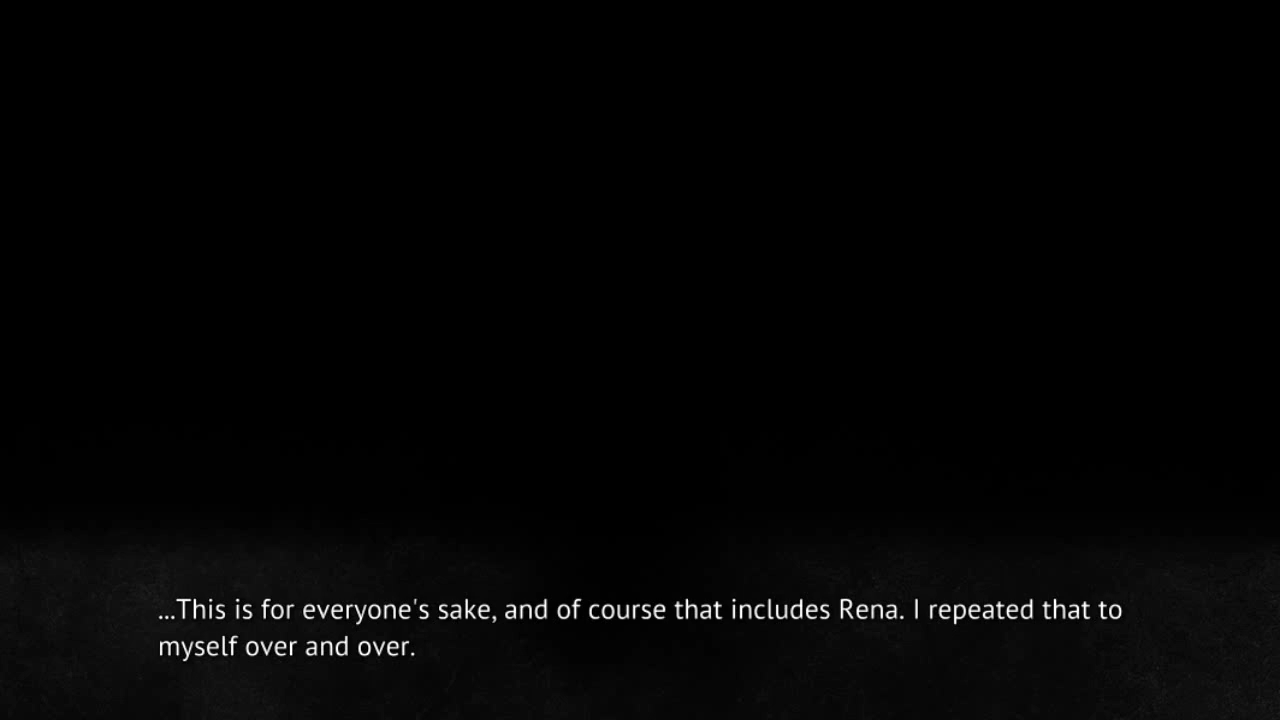 ...This is for everyone's sake, and of course that includes Rena. I repeated that to
myself over and over.